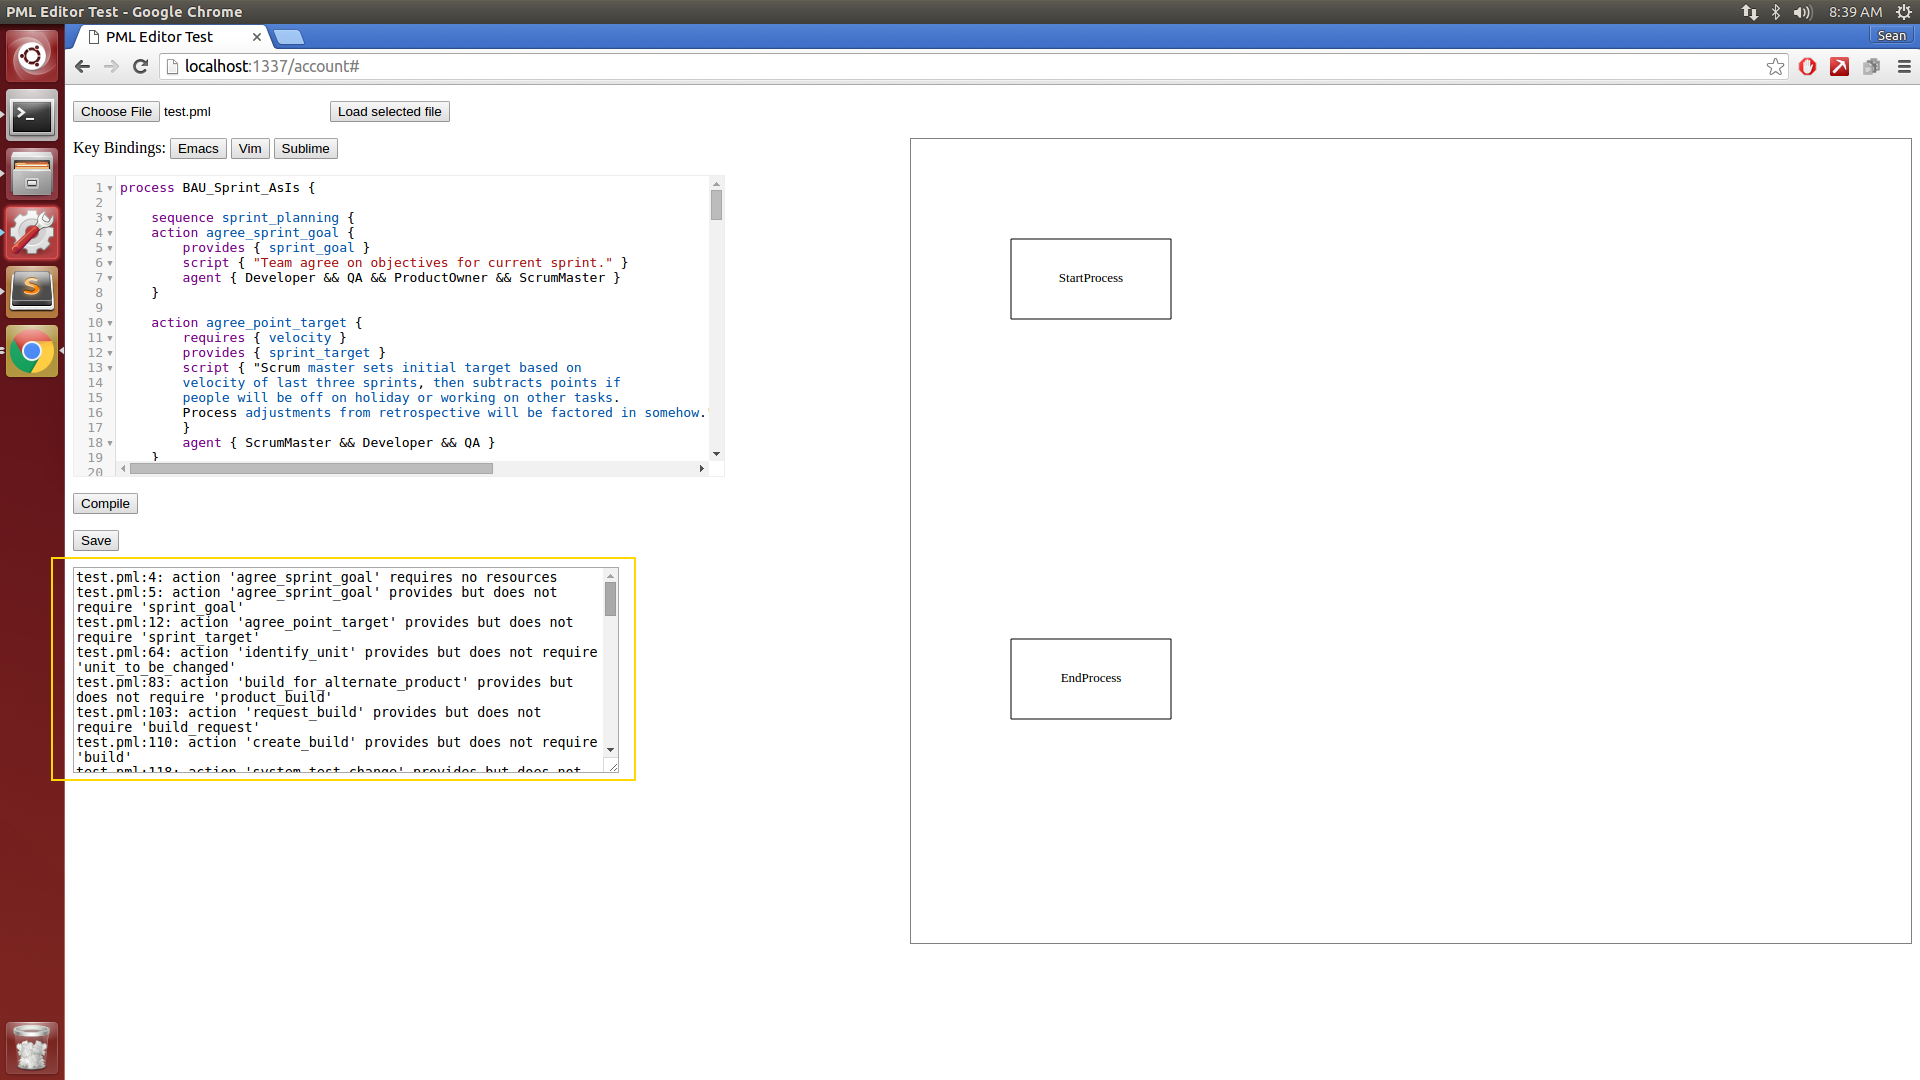 PML Editor Test - Google Chrome
8:39 AM
PML Editor Test
Sean
localhost:1337/account#
Choose File test.pml Load selected file
Key Bindings: Emacs Vim Sublime
1 process BAU_Sprint_AsIs {
2
3 sequence sprint_planning {
4 action agree_sprint_goal {
5 provides { sprint_goal }
6 script { "Team agree on objectives for current sprint." }
7 agent { Developer && QA && ProductOwner && ScrumMaster }
8 }
9
10 action agree_point_target {
11 requires { velocity }
12 provides { sprint_target }
13 script { "Scrum master sets initial target based on
14 velocity of last three sprints, then subtracts points if
15 people will be off on holiday or working on other tasks.
16 Process adjustments from retrospective will be factored in somehow."
17 }
18 agent { ScrumMaster && Developer && QA }
19 }
20
Compile
Save
test.pml:4: action 'agree_sprint_goal' requires no resources
test.pml:5: action 'agree_sprint_goal' provides but does not
require 'sprint_goal'
test.pml:12: action 'agree_point_target' provides but does not
require 'sprint_target'
test.pml:64: action 'identify_unit' provides but does not require
'unit_to_be_changed'
test.pml:83: action 'build_for_alternate_product' provides but
does not require 'product_build'
test.pml:103: action 'request_build' provides but does not
require 'build_request'
test.pml:110: action 'create_build' provides but does not require
'build'
test.pml:118: action 'system_test_change' provides but does not
StartProcess
EndProcess